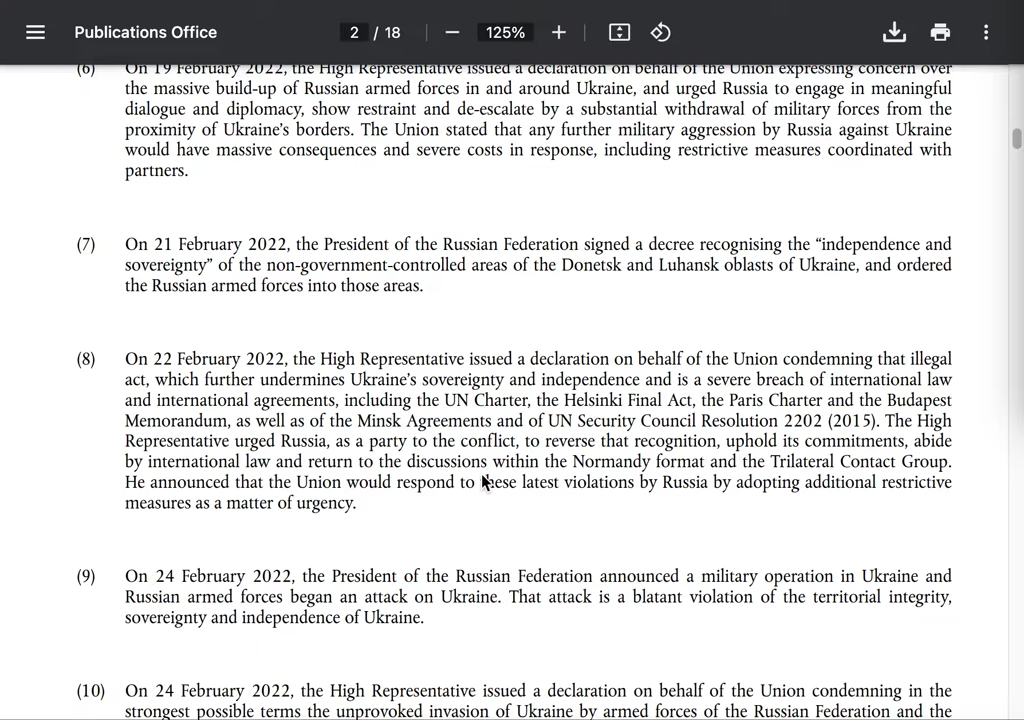 Publications Office
2 / 18
125%
(6) On 19 February 2022, the High Representative issued a declaration on behalf of the Union expressing concern over
the massive build-up of Russian armed forces in and around Ukraine, and urged Russia to engage in meaningful
dialogue and diplomacy, show restraint and de-escalate by a substantial withdrawal of military forces from the
proximity of Ukraine’s borders. The Union stated that any further military aggression by Russia against Ukraine
would have massive consequences and severe costs in response, including restrictive measures coordinated with
partners.
(7) On 21 February 2022, the President of the Russian Federation signed a decree recognising the “independence and
sovereignty” of the non-government-controlled areas of the Donetsk and Luhansk oblasts of Ukraine, and ordered
the Russian armed forces into those areas.
(8) On 22 February 2022, the High Representative issued a declaration on behalf of the Union condemning that illegal
act, which further undermines Ukraine’s sovereignty and independence and is a severe breach of international law
and international agreements, including the UN Charter, the Helsinki Final Act, the Paris Charter and the Budapest
Memorandum, as well as of the Minsk Agreements and of UN Security Council Resolution 2202 (2015). The High
Representative urged Russia, as a party to the conflict, to reverse that recognition, uphold its commitments, abide
by international law and return to the discussions within the Normandy format and the Trilateral Contact Group.
He announced that the Union would respond to these latest violations by Russia by adopting additional restrictive
measures as a matter of urgency.
(9) On 24 February 2022, the President of the Russian Federation announced a military operation in Ukraine and
Russian armed forces began an attack on Ukraine. That attack is a blatant violation of the territorial integrity,
sovereignty and independence of Ukraine.
(10) On 24 February 2022, the High Representative issued a declaration on behalf of the Union condemning in the
strongest possible terms the unprovoked invasion of Ukraine by armed forces of the Russian Federation and the